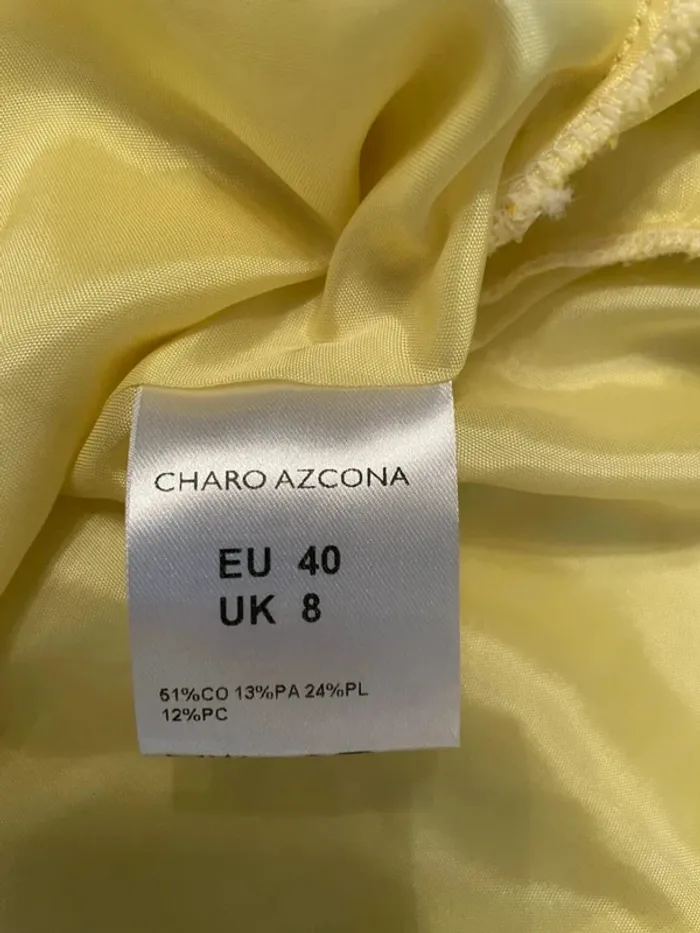 CHARO AZCONA
EU 40
UK 8
51%CO 13%PA 24%PL
12%PC